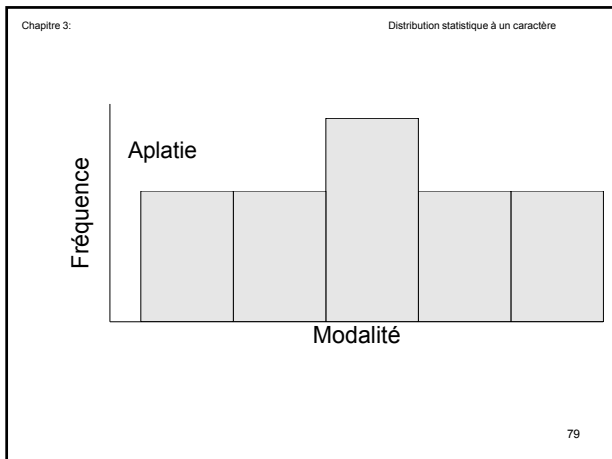 Chapitre 3: Distribution statistique à un caractère
Aplatie
Fréquence
Modalité
79